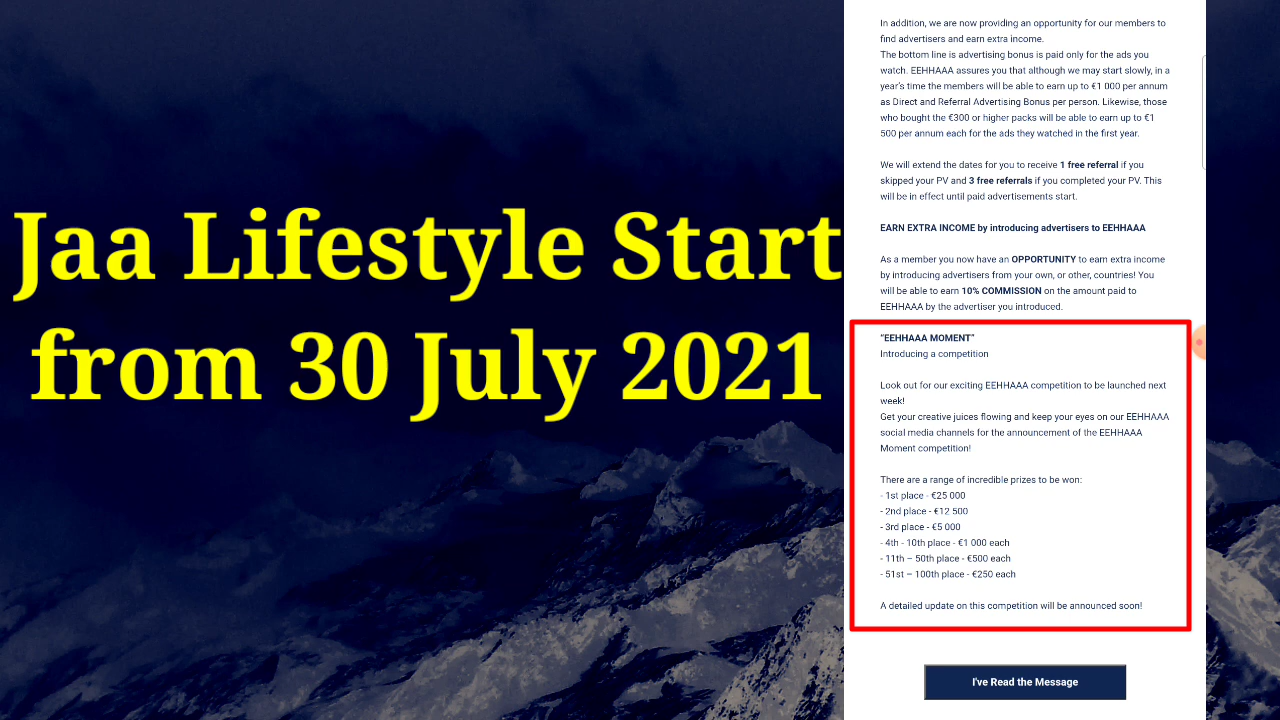 Jaa Lifestyle Start
from 30 July 2021
In addition, we are now providing an opportunity for our members to
find advertisers and earn extra income.
The bottom line is advertising bonus is paid only for the ads you
watch. EEHHAAA assures you that although we may start slowly, in a
year's time the members will be able to earn up to €1 000 per annum
as Direct and Referral Advertising Bonus per person. Likewise, those
who bought the €300 or higher packs will be able to earn up to €1
500 per annum each for the ads they watched in the first year.
We will extend the dates for you to receive 1 free referral if you
skipped your PV and 3 free referrals if you completed your PV. This
will be in effect until paid advertisements start.
EARN EXTRA INCOME by introducing advertisers to EEHHAAA
As a member you now have an OPPORTUNITY to earn extra income
by introducing advertisers from your own, or other, countries! You
will be able to earn 10% COMMISSION on the amount paid to
EEHHAAA by the advertiser you introduced.
“EEHHAAA MOMENT”
Introducing a competition
Look out for our exciting EEHHAAA competition to be launched next
week!
Get your creative juices flowing and keep your eyes on our EEHHAAA
social media channels for the announcement of the EEHHAAA
Moment competition!
There are a range of incredible prizes to be won:
- 1st place - €25 000
- 2nd place - €12 500
- 3rd place - €5 000
- 4th - 10th place - €1 000 each
- 11th – 50th place - €500 each
- 51st – 100th place - €250 each
A detailed update on this competition will be announced soon!
I've Read the Message